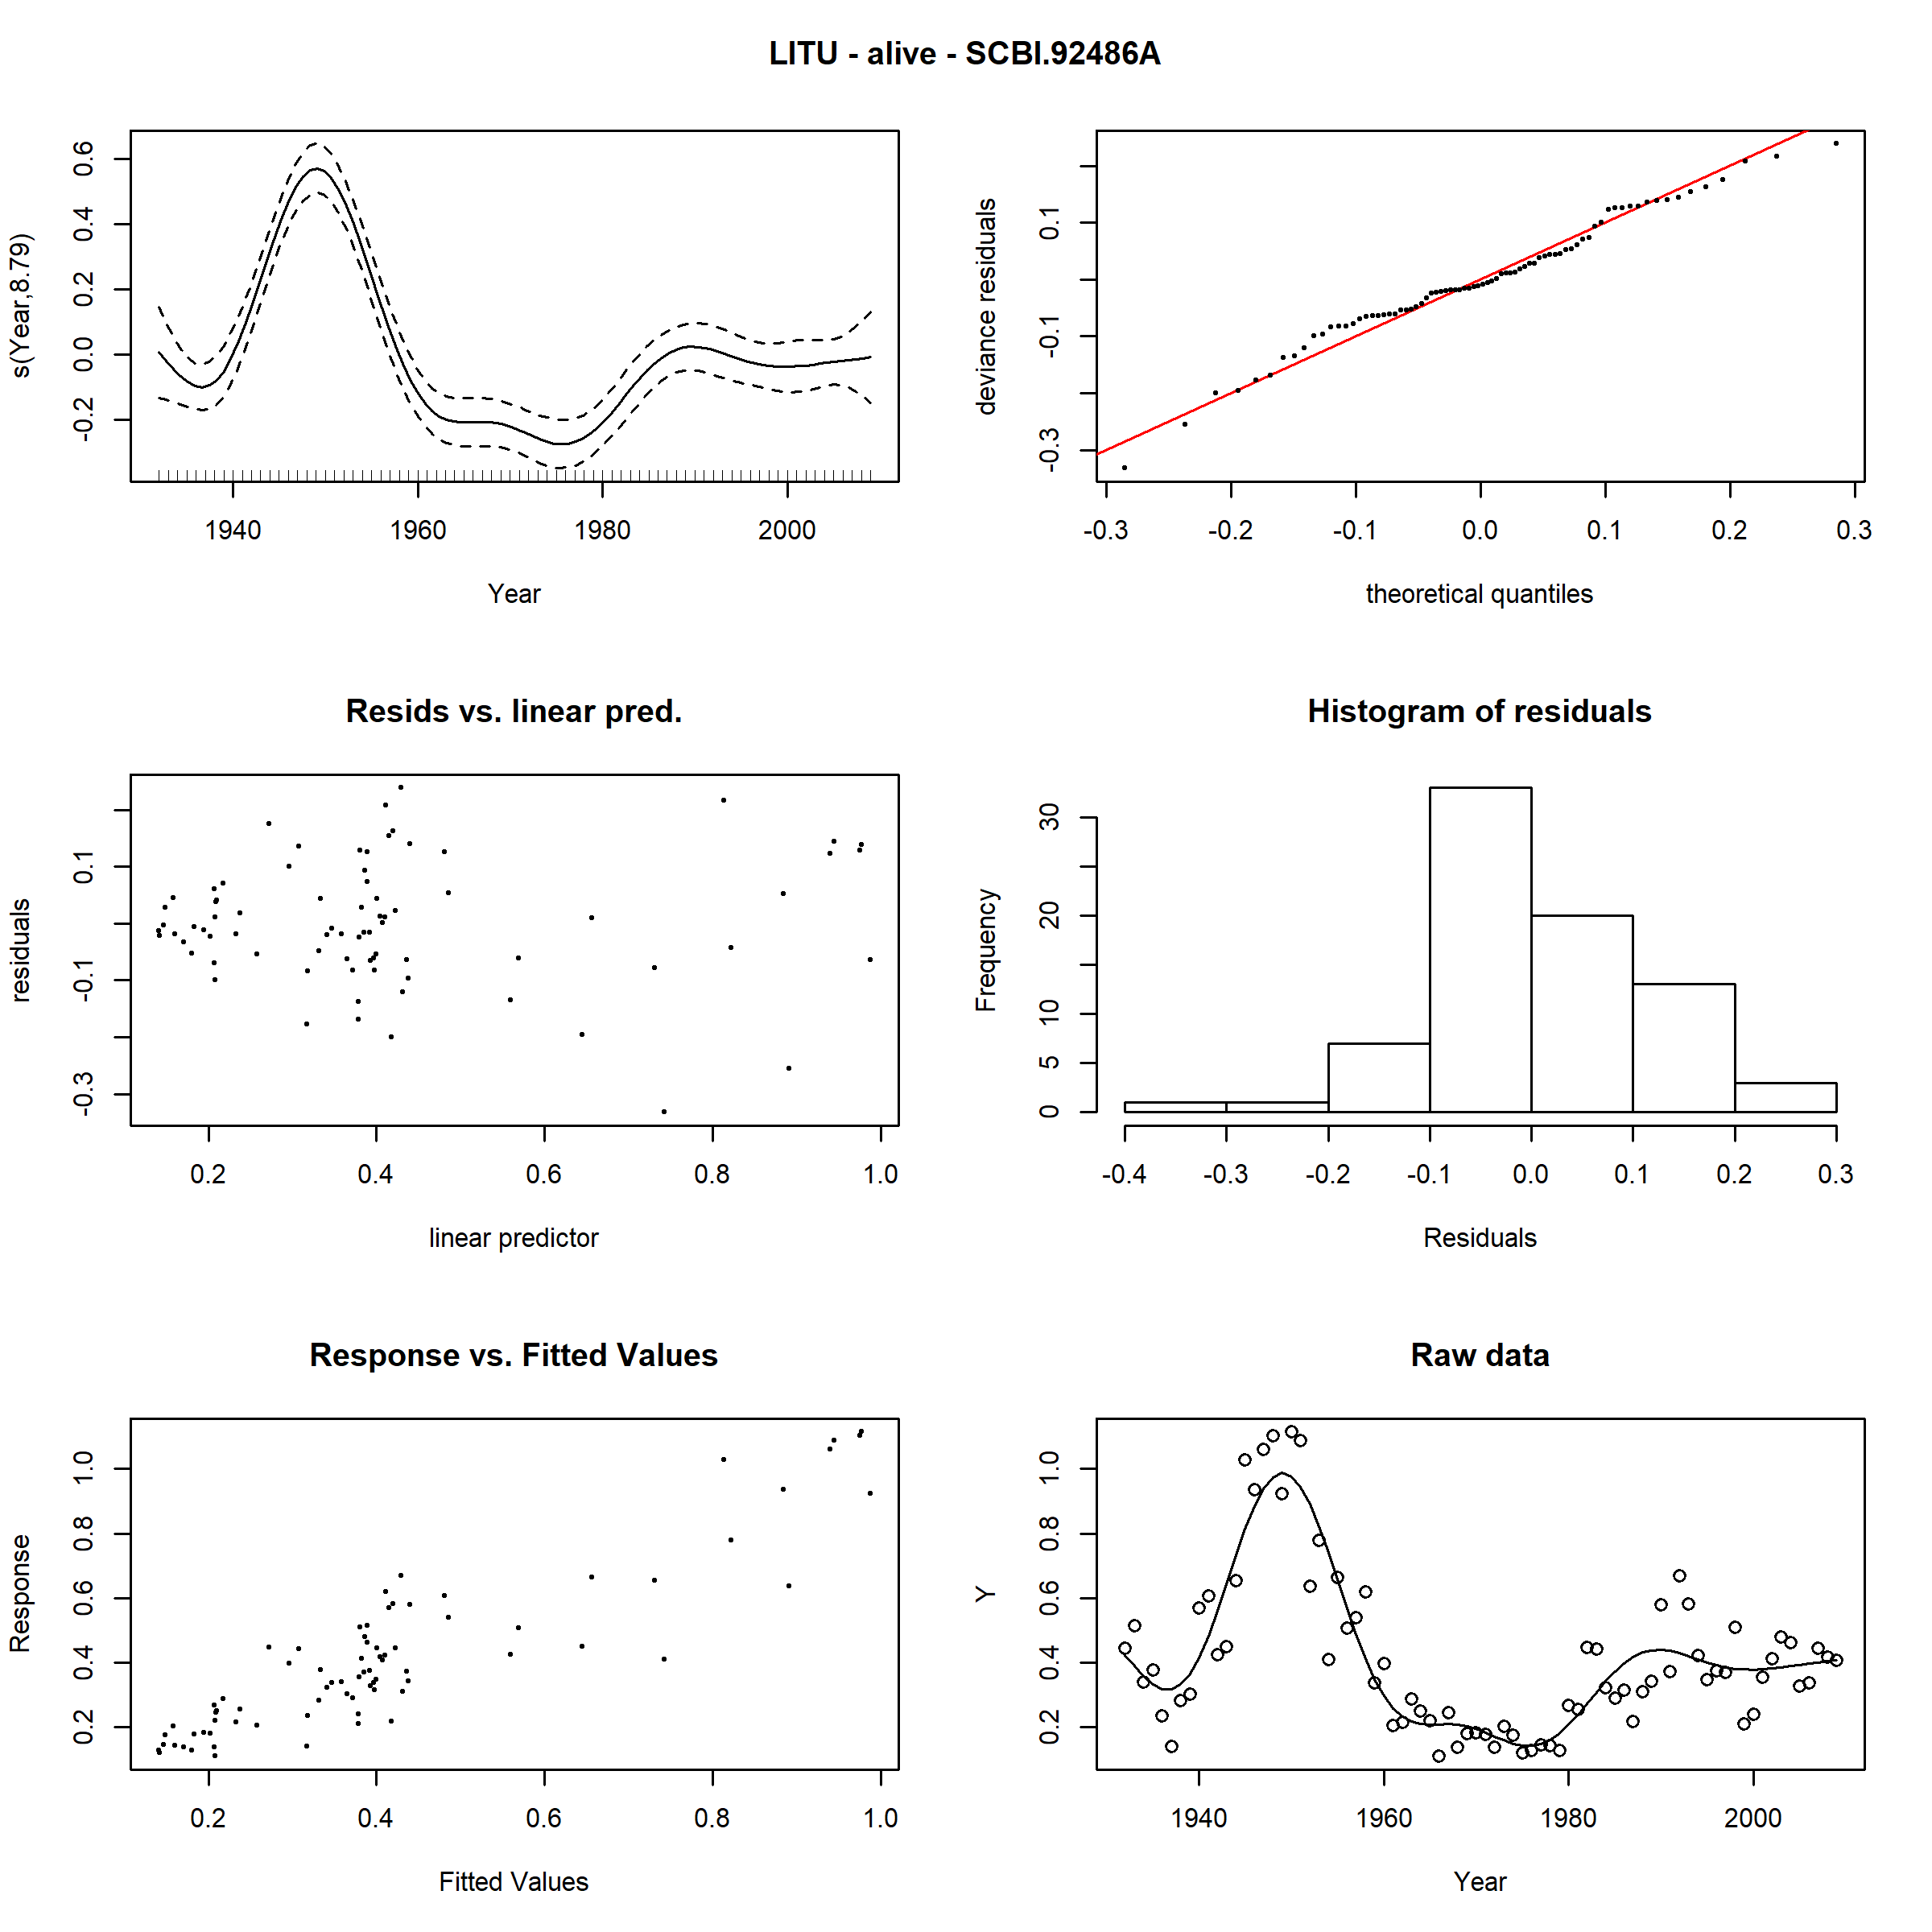 LITU - alive - SCBI.92486A
s(Year,8.79)
0.6
0.4
0.2
0.0
-0.2
1940 1960 1980 2000
Year
deviance residuals
0.1
-0.1
-0.3
-0.3 -0.2 -0.1 0.0 0.1 0.2 0.3
theoretical quantiles
Resids vs. linear pred.
residuals
0.1
-0.1
-0.3
0.2 0.4 0.6 0.8 1.0
linear predictor
Histogram of residuals
Frequency
30
20
10
5
0
-0.4 -0.3 -0.2 -0.1 0.0 0.1 0.2 0.3
Residuals
Response vs. Fitted Values
Response
1.0
0.8
0.6
0.4
0.2
0.2 0.4 0.6 0.8 1.0
Fitted Values
Raw data
Y
1.0
0.8
0.6
0.4
0.2
1940 1960 1980 2000
Year